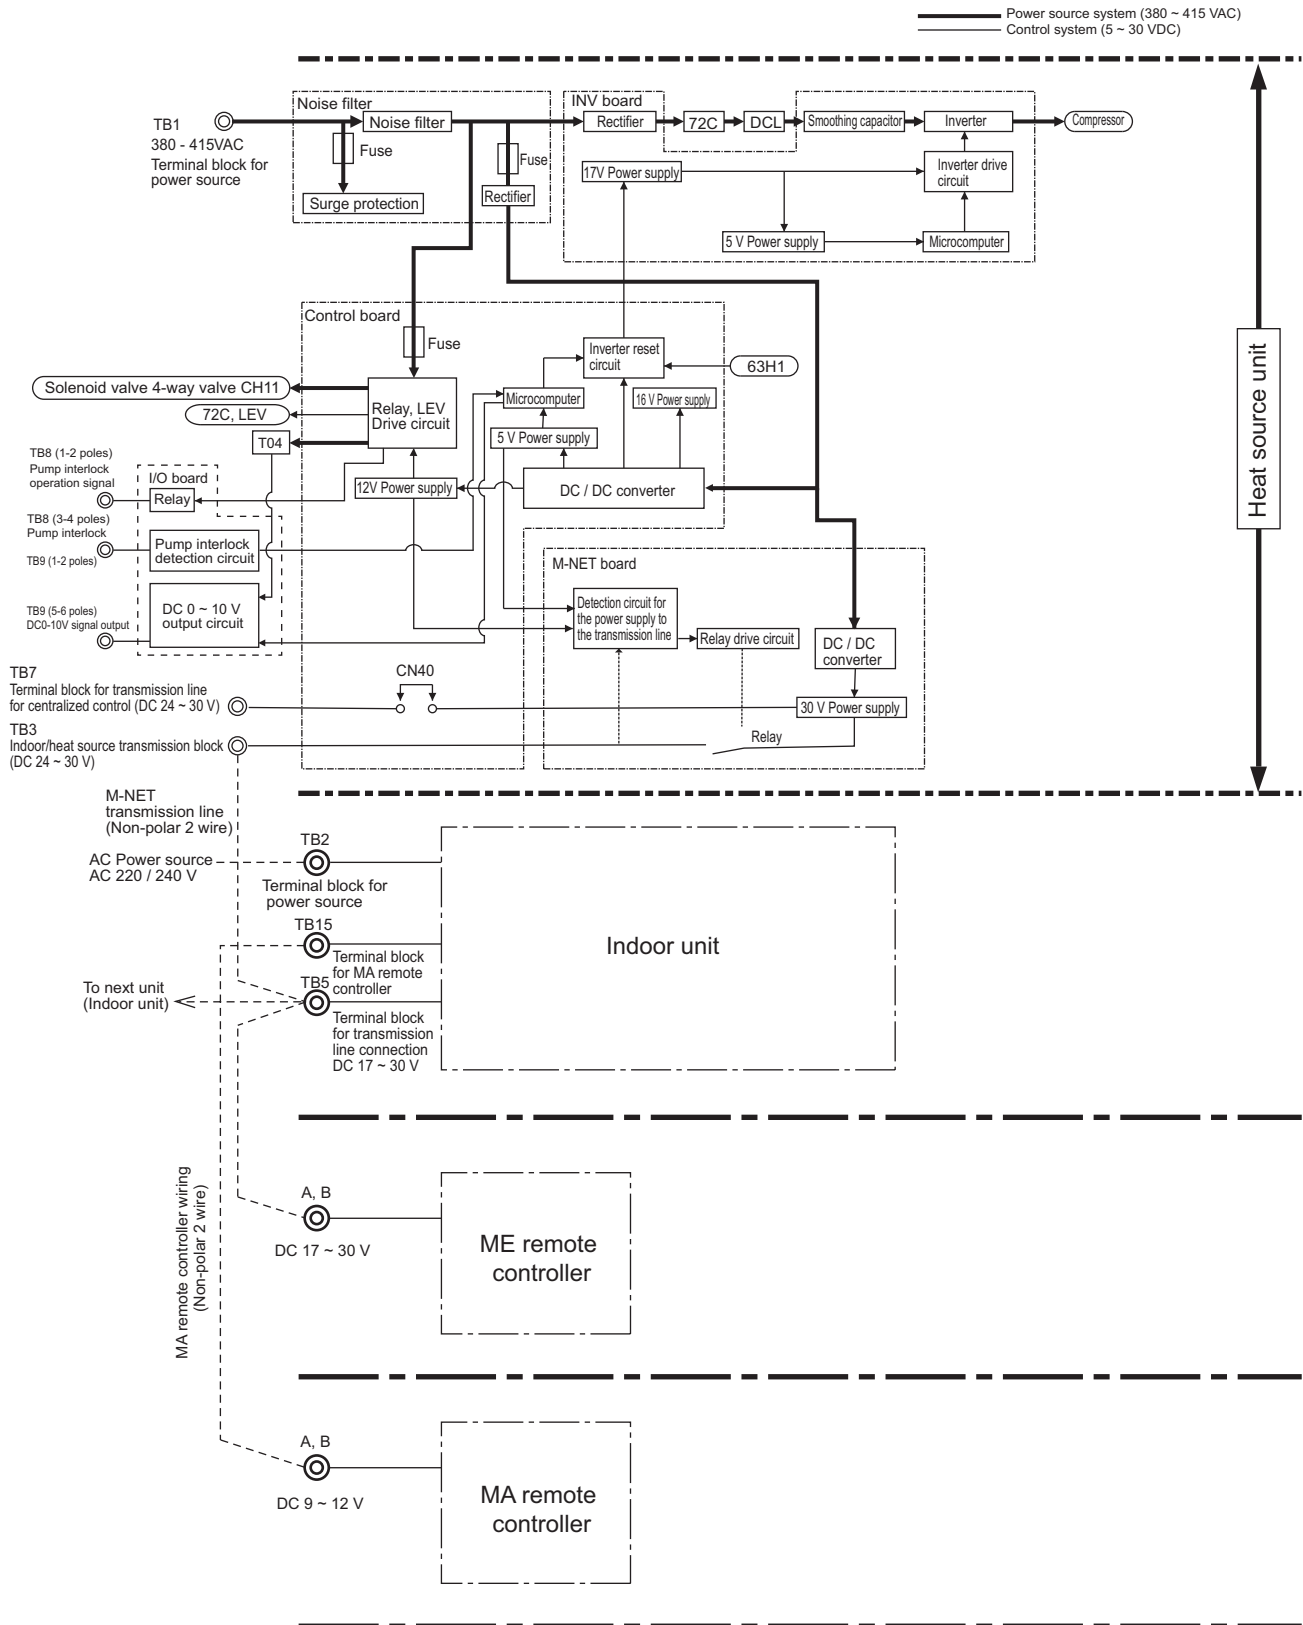 Power source system (380 ~ 415 VAC)
Control system (5 ~ 30 VDC)
Noise filter
INV board
TB1
380 - 415VAC
Terminal block for
power source
Noise filter
Fuse
Surge protection
Fuse
Rectifier
Rectifier
72C
DCL
Smoothing capacitor
Inverter
Compressor
17V Power supply
Inverter drive
circuit
5 V Power supply
Microcomputer
Heat source unit
Control board
Fuse
Inverter reset
circuit
63H1
Solenoid valve 4-way valve CH11
72C, LEV
T04
Relay, LEV
Drive circuit
Microcomputer
16 V Power supply
5 V Power supply
12V Power supply
DC / DC converter
TB8 (1-2 poles)
Pump interlock
operation signal
I/O board
Relay
TB8 (3-4 poles)
Pump interlock
TB9 (1-2 poles)
Pump interlock
detection circuit
TB9 (5-6 poles)
DC0-10V signal output
DC 0 ~ 10 V
output circuit
M-NET board
Detection circuit for
the power supply to
the transmission line
Relay drive circuit
DC / DC
converter
30 V Power supply
Relay
CN40
TB7
Terminal block for transmission line
for centralized control (DC 24 ~ 30 V)
TB3
Indoor/heat source transmission block
(DC 24 ~ 30 V)
M-NET
transmission line
(Non-polar 2 wire)
AC Power source
AC 220 / 240 V
TB2
Terminal block for
power source
TB15
Terminal block
for MA remote
controller
TB5
Terminal block
for transmission
line connection
DC 17 ~ 30 V
To next unit
(Indoor unit)
Indoor unit
MA remote controller wiring
(Non-polar 2 wire)
A, B
DC 17 ~ 30 V
ME remote
controller
A, B
DC 9 ~ 12 V
MA remote
controller